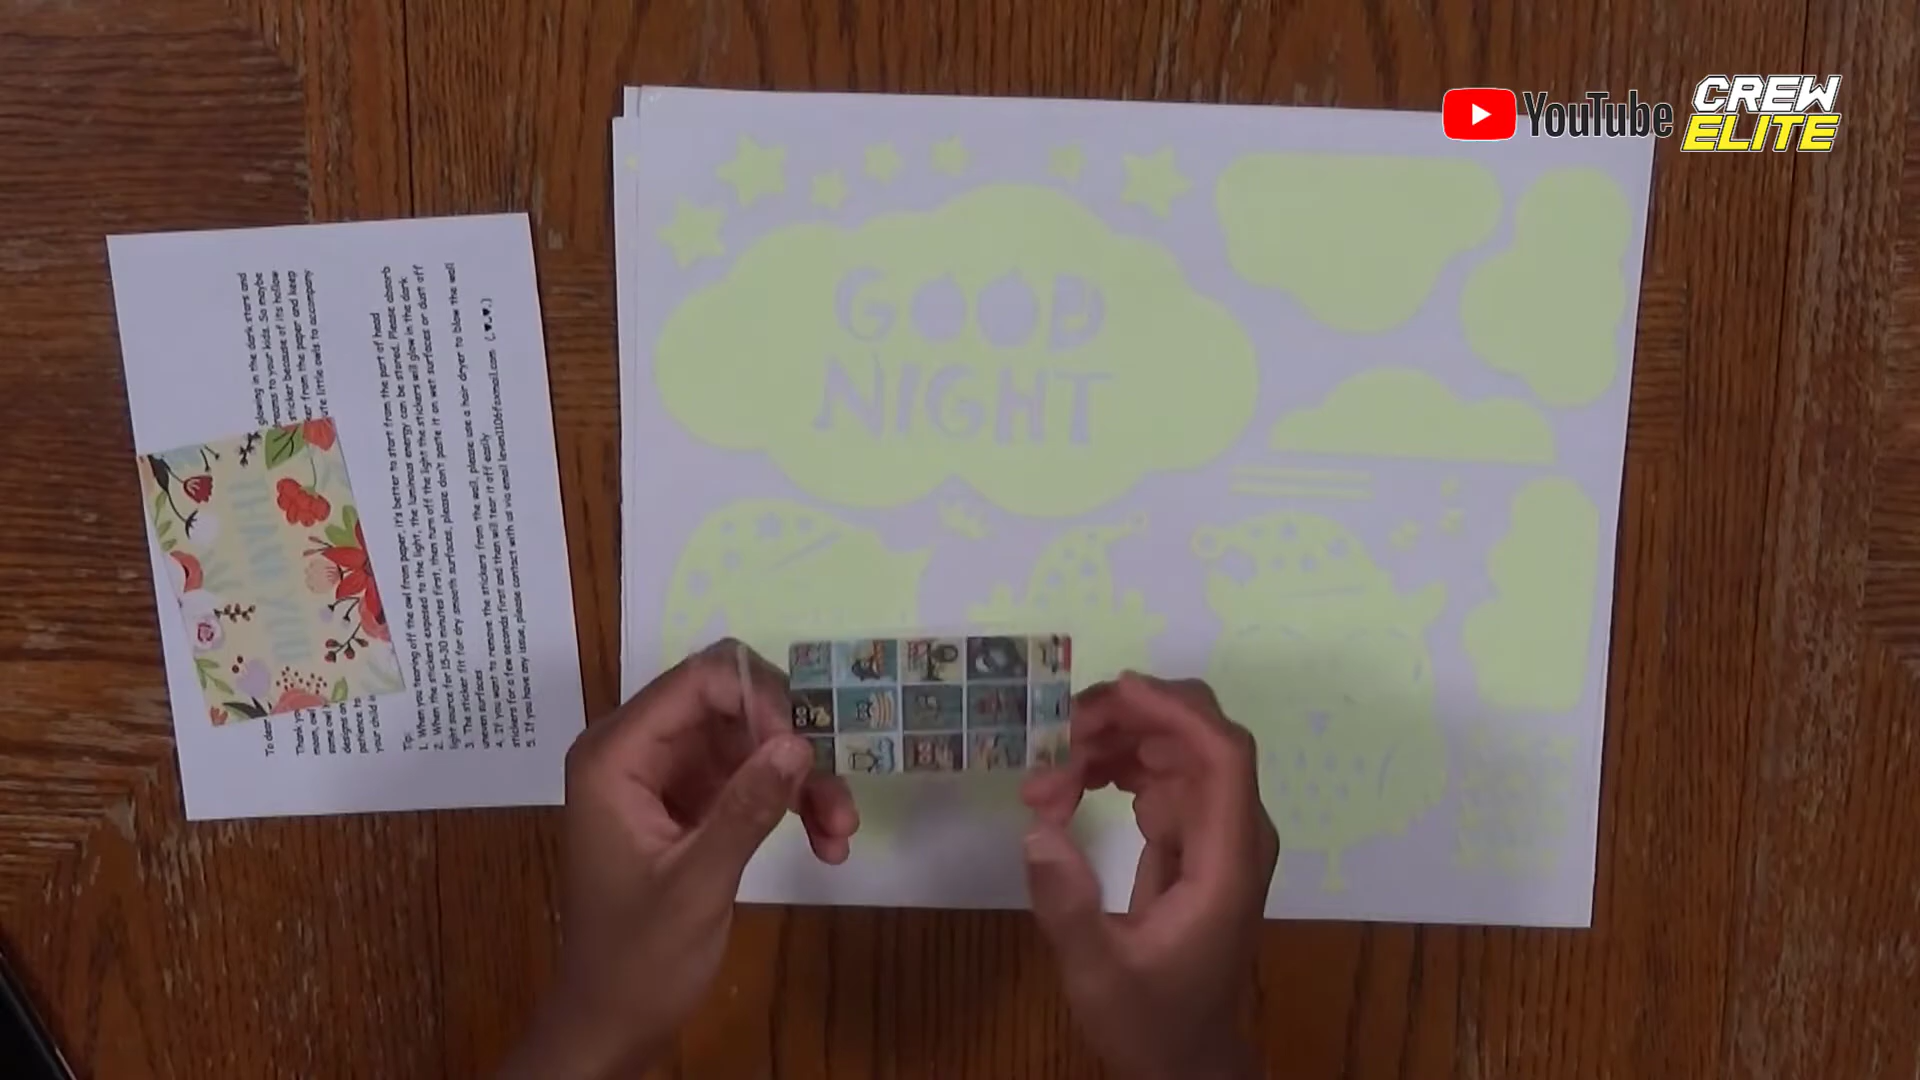 YouTube
CREW
ELITE
GOOD
NIGHT
To dear
Thank you
glowing in the dark stars and
moon, owl
reams to your kids. So maybe
some owl
sticker because of its hollow
designs on
er from the paper and keep
patience to
ute little owls to accompany
your child in
Tip:
1. When you tearing off the owl from paper, it's better to start from the part of head
2. When the stickers exposed to the light, the luminous energy can be stored. Please absorb
light source for 15-30 minutes first, then turn off the light the stickers will glow in the dark
3. The sticker fit for dry smooth surfaces, please don't paste it on wet surfaces or dust off
uneven surfaces
4. If you want to remove the stickers from the wall, please use a hair dryer to blow the wall
stickers for a few seconds first and then will tear it off easily
5. If you have any issue, please contact with us via email leven1106foxmail.com (.♥.♥.)